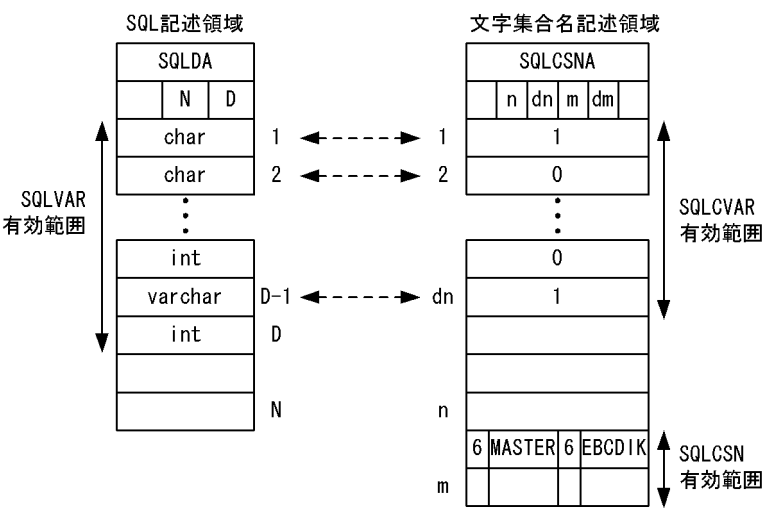 SQL記述領域
SQLDA
N D
char 1
char 2
int
varchar D-1
int D
N
SQLVAR
有効範囲
文字集合名記述領域
SQLCSNA
n dn m dm
1 1
2 0
0
dn 1
n
6 MASTER 6 EBCDIK
m
SQLCVAR
有効範囲
SQLCSN
有効範囲